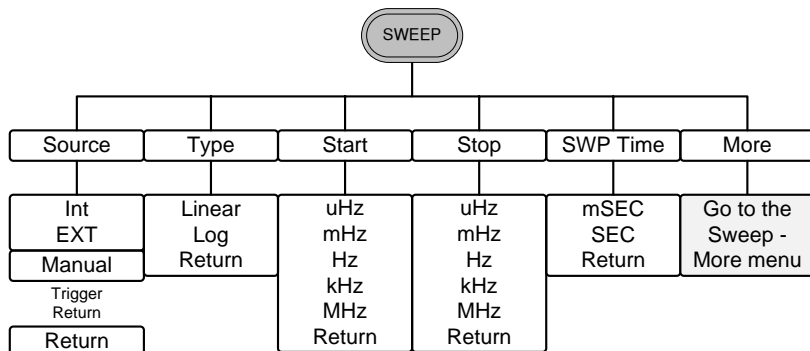 SWEEP
Source
Type
Start
Stop
SWP Time
More
Int
EXT
Manual
Trigger
Return
Return
Linear
Log
Return
uHz
mHz
Hz
kHz
MHz
Return
uHz
mHz
Hz
kHz
MHz
Return
mSEC
SEC
Return
Go to the
Sweep -
More menu